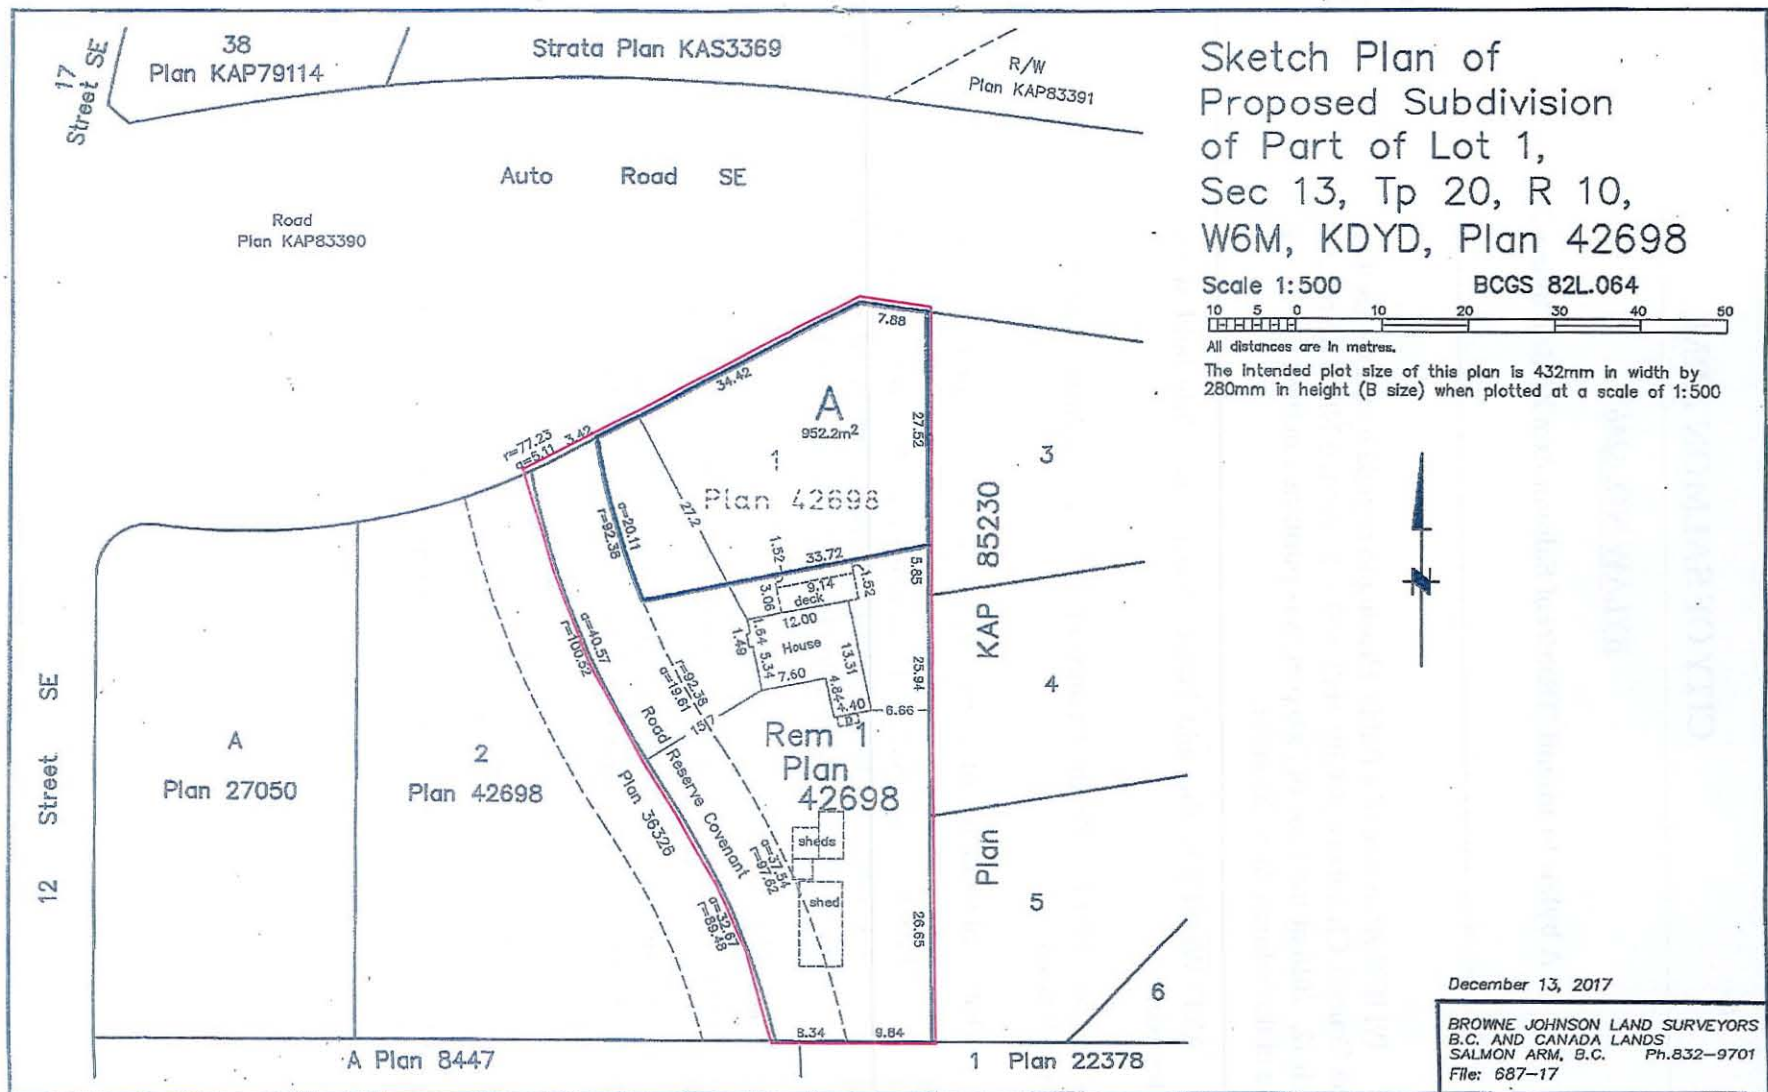 17
Street SE
38
Plan KAP79114
Strata Plan KAS3369
R/W
Plan KAP83391
Auto Road SE
Road
Plan KAP83390
Sketch Plan of
Proposed Subdivision
of Part of Lot 1,
Sec 13, Tp 20, R 10,
W6M, KDYD, Plan 42698
Scale 1:500 BCGS 82L.064
10 5 0 10 20 30 40 50
All distances are in metres.
The intended plot size of this plan is 432mm in width by
280mm in height (B size) when plotted at a scale of 1:500
7.88
34.42
A
952.2m²
27.52
r=77.23
a=5.11
3.42
1
Plan 42698
3
27.2
a=20.11
r=92.38
33.72
5.85
1.52
1.52
9.14
deck
3.06
12.00
1.64
1.49
House
5.34
7.60
13.31
4.84
4.40
6.66
25.94
Plan KAP 85230
4
a=40.57
r=100.52
r=92.38
a=19.61
15.7
Road Reserve Covenant
Plan 36326
Rem 1
Plan
42698
sheds
shed
a=37.54
r=97.62
a=32.67
r=89.48
26.65
5
6
12 Street SE
A
Plan 27050
2
Plan 42698
8.34
9.84
A Plan 8447
1 Plan 22378
December 13, 2017
BROWNE JOHNSON LAND SURVEYORS
B.C. AND CANADA LANDS
SALMON ARM, B.C. Ph.832-9701
File: 687-17